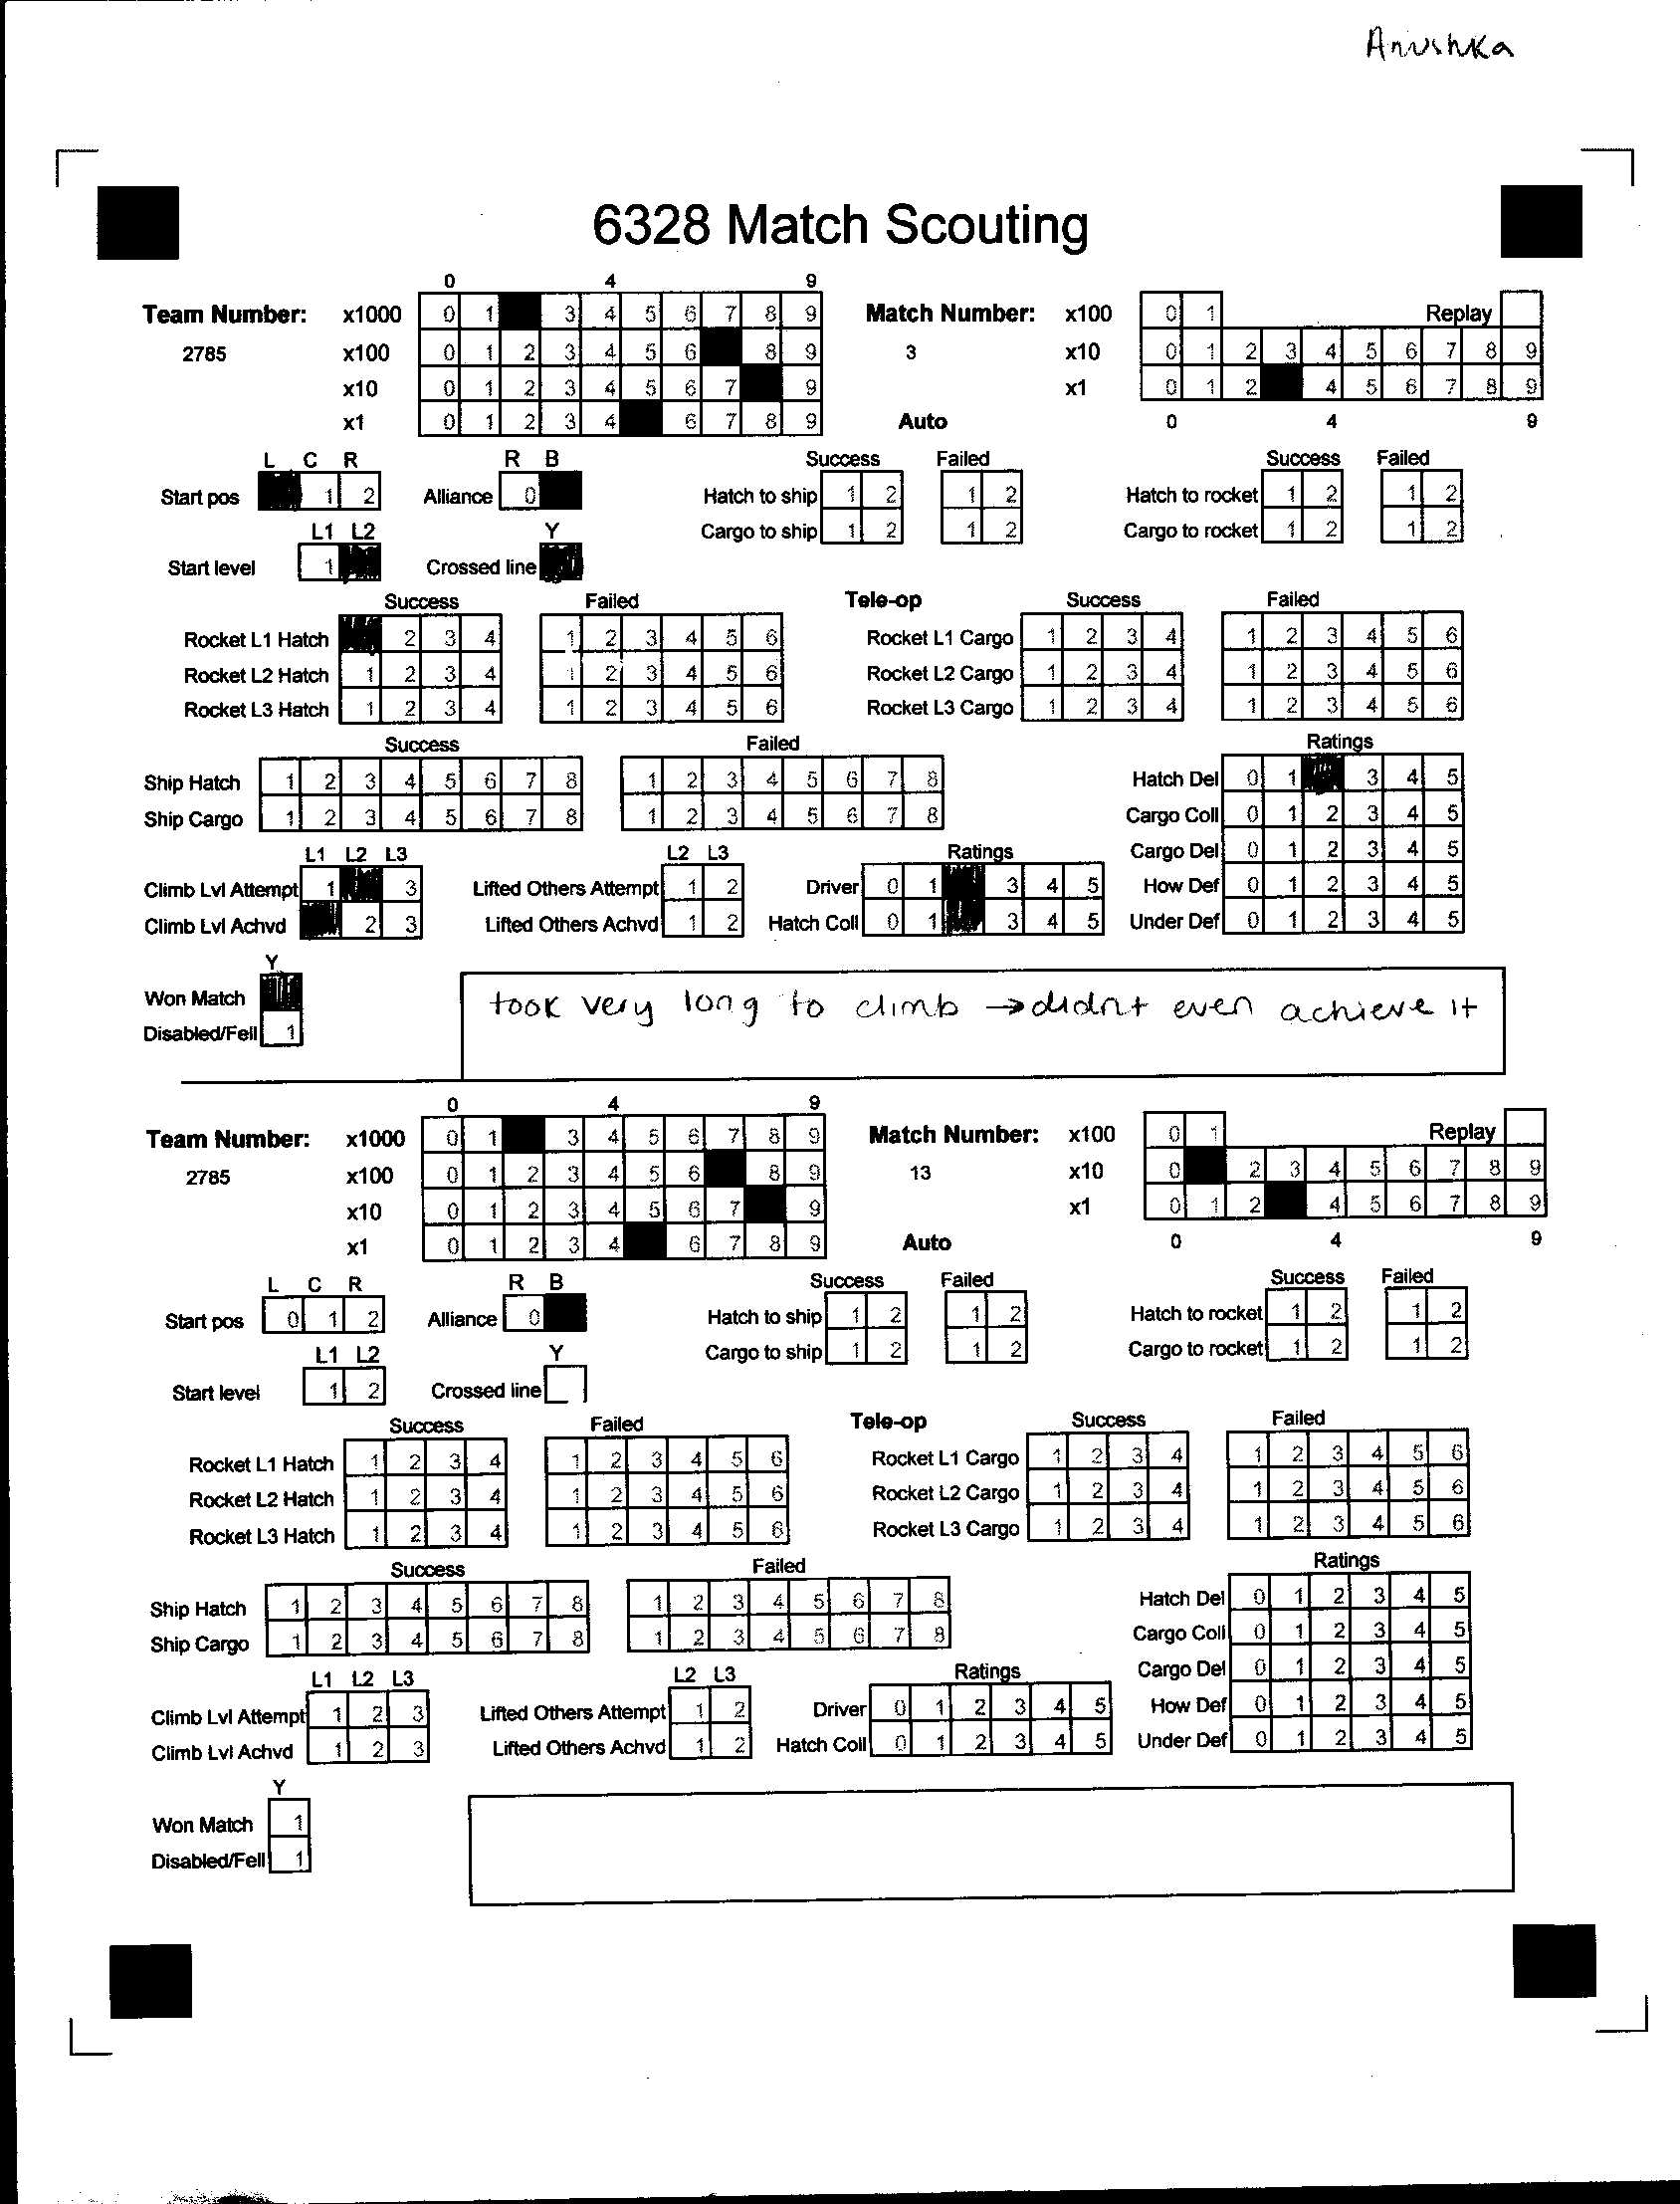 Anushka
6328 Match Scouting
0 4 9
Team Number: x1000 0 1 3 4 5 6 7 8 9 Match Number: x100 0 1 Replay
2785 x100 0 1 2 3 4 5 6 8 9 3 x10 0 1 2 3 4 5 6 7 8 9
x10 0 1 2 3 4 5 6 7 9 x1 0 1 2 4 5 6 7 8 9
x1 0 1 2 3 4 6 7 8 9 Auto 0 4 9
L C R R B Success Failed Success Failed
Start pos 1 2 Alliance 0 Hatch to ship 1 2 1 2 Hatch to rocket 1 2 1 2
L1 L2 Y Cargo to ship 1 2 1 2 Cargo to rocket 1 2 1 2
Start level 1 Crossed line
Success Failed Tele-op Success Failed
Rocket L1 Hatch 2 3 4 1 2 3 4 5 6 Rocket L1 Cargo 1 2 3 4 1 2 3 4 5 6
Rocket L2 Hatch 1 2 3 4 1 2 3 4 5 6 Rocket L2 Cargo 1 2 3 4 1 2 3 4 5 6
Rocket L3 Hatch 1 2 3 4 1 2 3 4 5 6 Rocket L3 Cargo 1 2 3 4 1 2 3 4 5 6
Success Failed Ratings
Ship Hatch 1 2 3 4 5 6 7 8 1 2 3 4 5 6 7 8 Hatch Del 0 1 3 4 5
Ship Cargo 1 2 3 4 5 6 7 8 1 2 3 4 5 6 7 8 Cargo Coll 0 1 2 3 4 5
L1 L2 L3 L2 L3 Ratings Cargo Del 0 1 2 3 4 5
Climb Lvl Attempt 1 3 Lifted Others Attempt 1 2 Driver 0 1 3 4 5 How Def 0 1 2 3 4 5
Climb Lvl Achvd 2 3 Lifted Others Achvd 1 2 Hatch Coll 0 1 3 4 5 Under Def 0 1 2 3 4 5
Y
Won Match took very long to climb → didnt even achieve it
Disabled/Fell 1
0 4 9
Team Number: x1000 0 1 3 4 5 6 7 8 9 Match Number: x100 0 1 Replay
2785 x100 0 1 2 3 4 5 6 8 9 13 x10 0 2 3 4 5 6 7 8 9
x10 0 1 2 3 4 5 6 7 9 x1 0 1 2 4 5 6 7 8 9
x1 0 1 2 3 4 6 7 8 9 Auto 0 4 9
L C R R B Success Failed Success Failed
Start pos 0 1 2 Alliance 0 Hatch to ship 1 2 1 2 Hatch to rocket 1 2 1 2
L1 L2 Y Cargo to ship 1 2 1 2 Cargo to rocket 1 2 1 2
Start level 1 2 Crossed line
Success Failed Tele-op Success Failed
Rocket L1 Hatch 1 2 3 4 1 2 3 4 5 6 Rocket L1 Cargo 1 2 3 4 1 2 3 4 5 6
Rocket L2 Hatch 1 2 3 4 1 2 3 4 5 6 Rocket L2 Cargo 1 2 3 4 1 2 3 4 5 6
Rocket L3 Hatch 1 2 3 4 1 2 3 4 5 6 Rocket L3 Cargo 1 2 3 4 1 2 3 4 5 6
Success Failed Ratings
Ship Hatch 1 2 3 4 5 6 7 8 1 2 3 4 5 6 7 8 Hatch Del 0 1 2 3 4 5
Ship Cargo 1 2 3 4 5 6 7 8 1 2 3 4 5 6 7 8 Cargo Coll 0 1 2 3 4 5
L1 L2 L3 L2 L3 Ratings Cargo Del 0 1 2 3 4 5
Climb Lvl Attempt 1 2 3 Lifted Others Attempt 1 2 Driver 0 1 2 3 4 5 How Def 0 1 2 3 4 5
Climb Lvl Achvd 1 2 3 Lifted Others Achvd 1 2 Hatch Coll 0 1 2 3 4 5 Under Def 0 1 2 3 4 5
Y
Won Match 1
Disabled/Fell 1